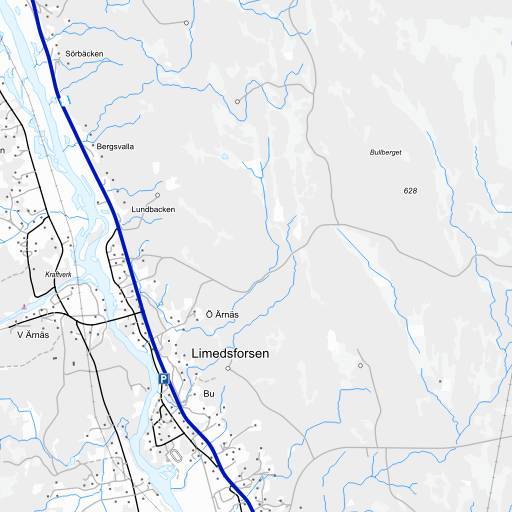 Sörbäcken
Bergsvalla
n
Bullberget
628
Lundbacken
Kraftverk
Ö Ärnäs
V Ärnäs
Limedsforsen
P
Bu